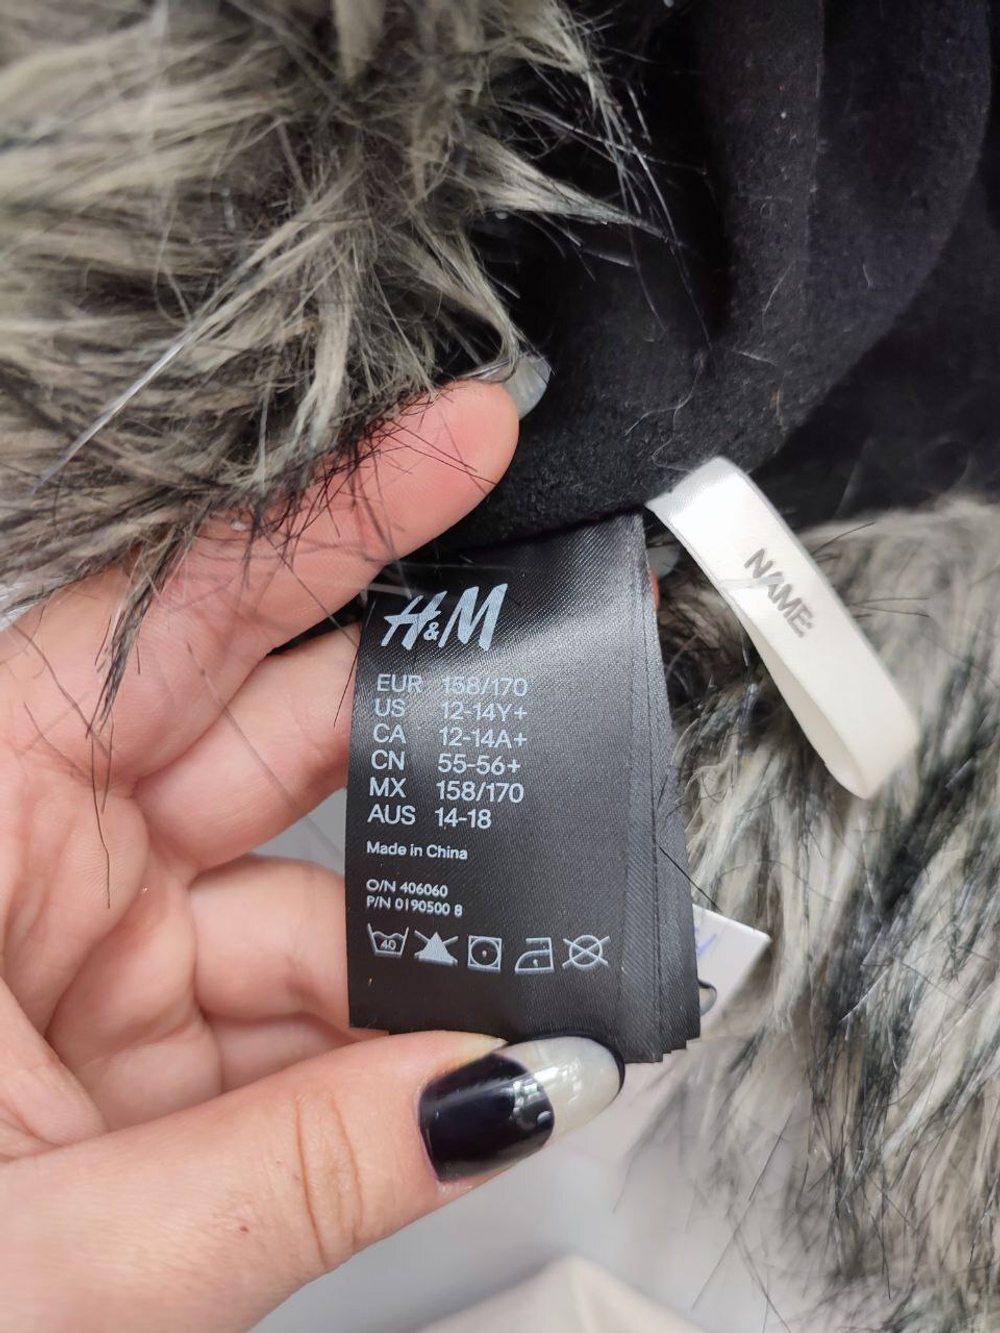 H&M
EUR 158/170
US 12-14Y+
CA 12-14A+
CN 55-56+
MX 158/170
AUS 14-18
Made in China
O/N 406060
P/N 0190500 8
40
NAME: